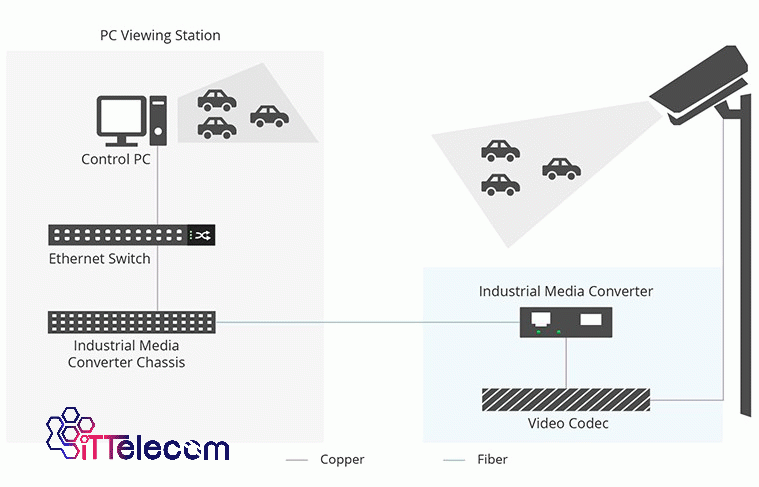 PC Viewing Station
Control PC
Ethernet Switch
Industrial Media
Converter Chassis
Industrial Media Converter
Video Codec
iTTelecom
Copper
Fiber